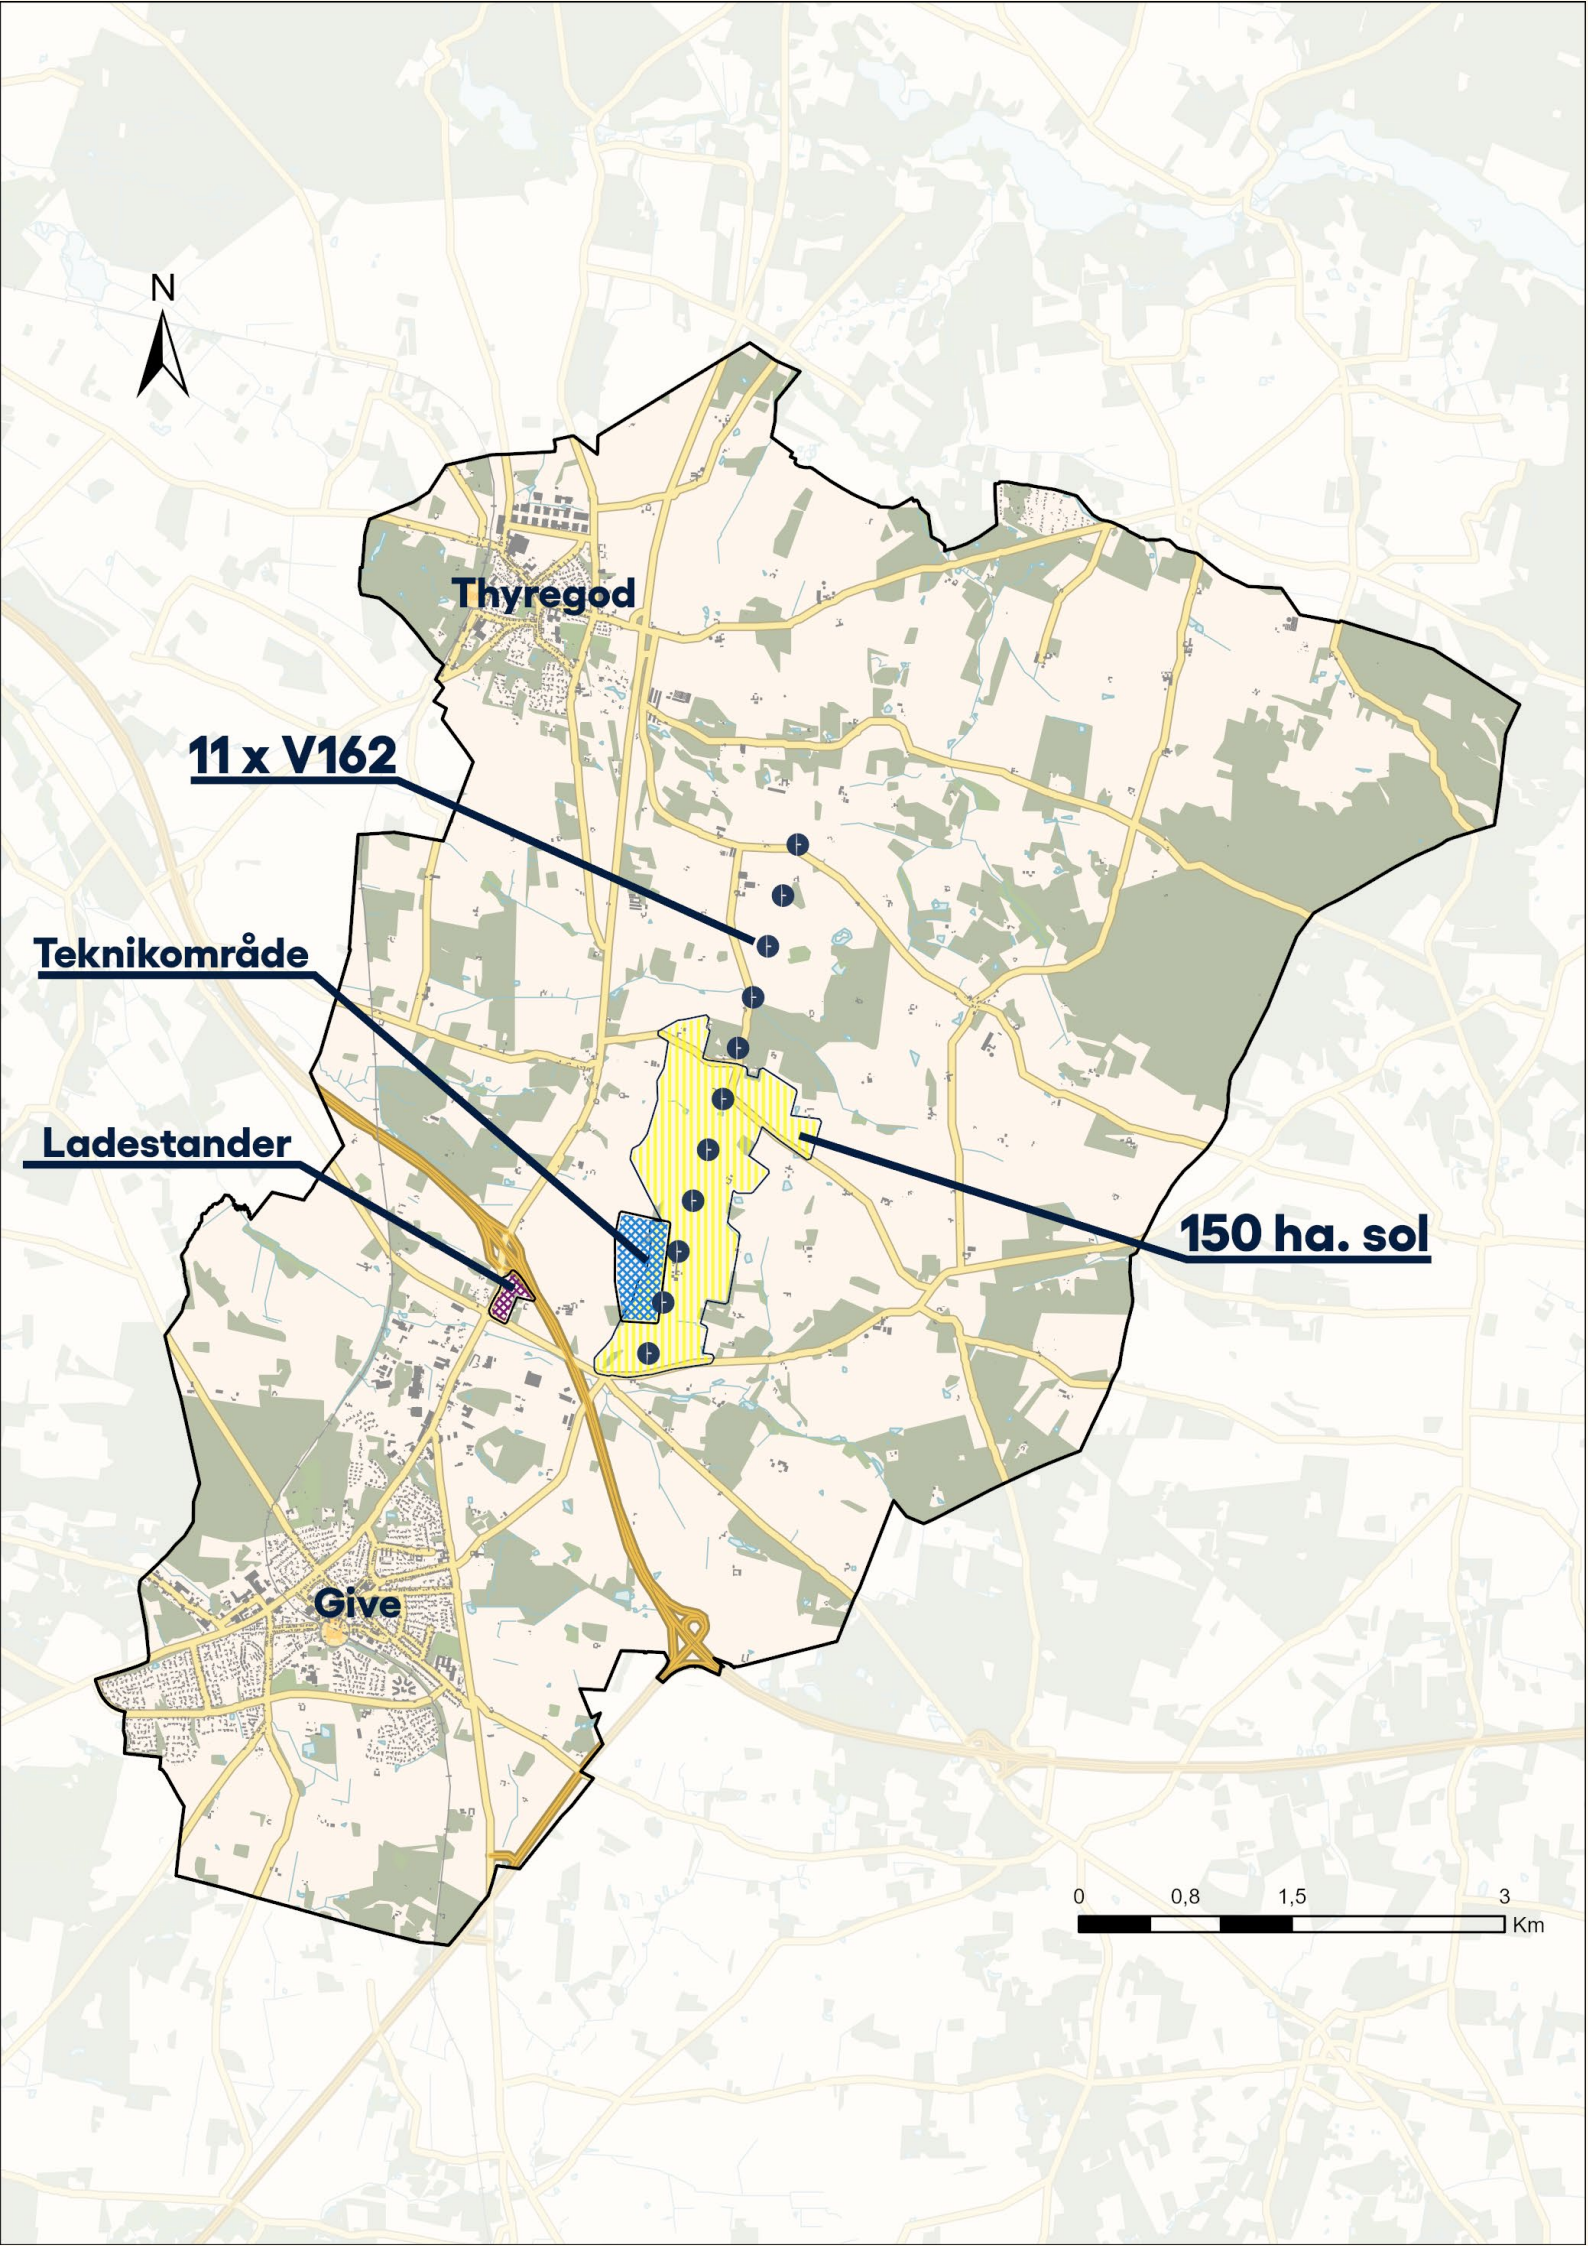 N
Thyregod
11 x V162
Teknikområde
Ladestander
150 ha. sol
Give
0 0,8 1,5 3
Km